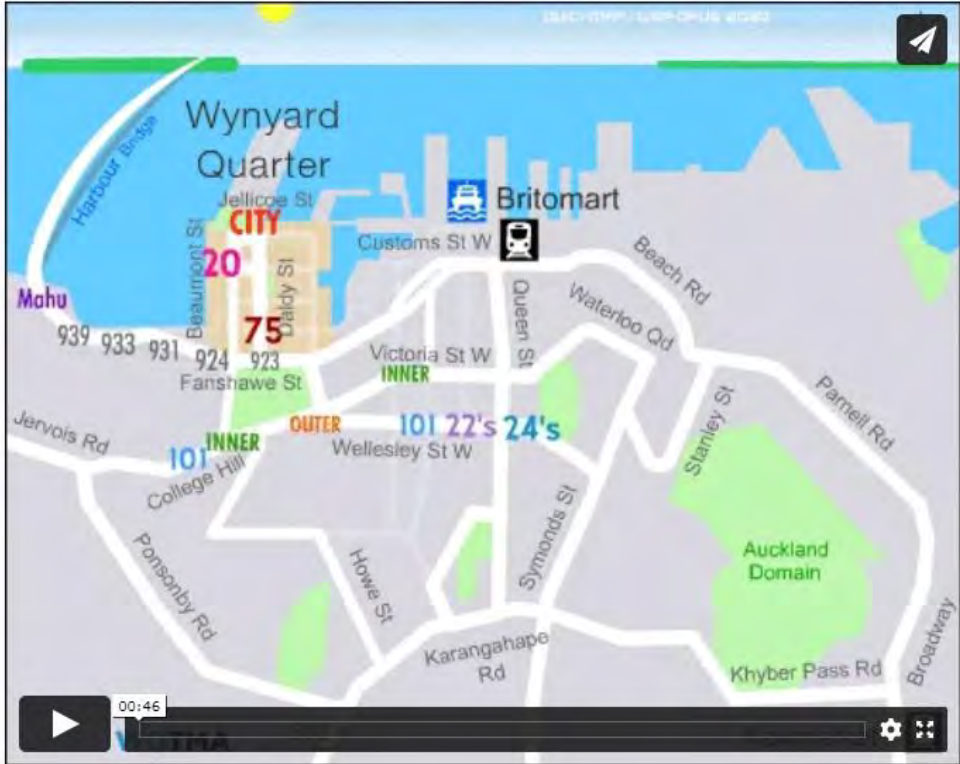 Harbour Bridge
Wynyard
Quarter
Jellicoe St
CITY
20
Beaumont St
Daldy St
75
Britomart
Customs St W
Beach Rd
Mahu
939 933 931 924 923
Fanshawe St
Queen St
Waterloo Qd
Victoria St W
INNER
Parnell Rd
Stanley St
Jervois Rd
OUTER
101 22's 24's
Wellesley St W
101 INNER
College Hill
Ponsonby Rd
Howe St
Symonds St
Auckland
Domain
Karangahape
Rd
Khyber Pass Rd
Broadway
00:46